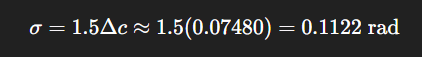 σ = 1.5Δc ≈ 1.5(0.07480) = 0.1122 rad